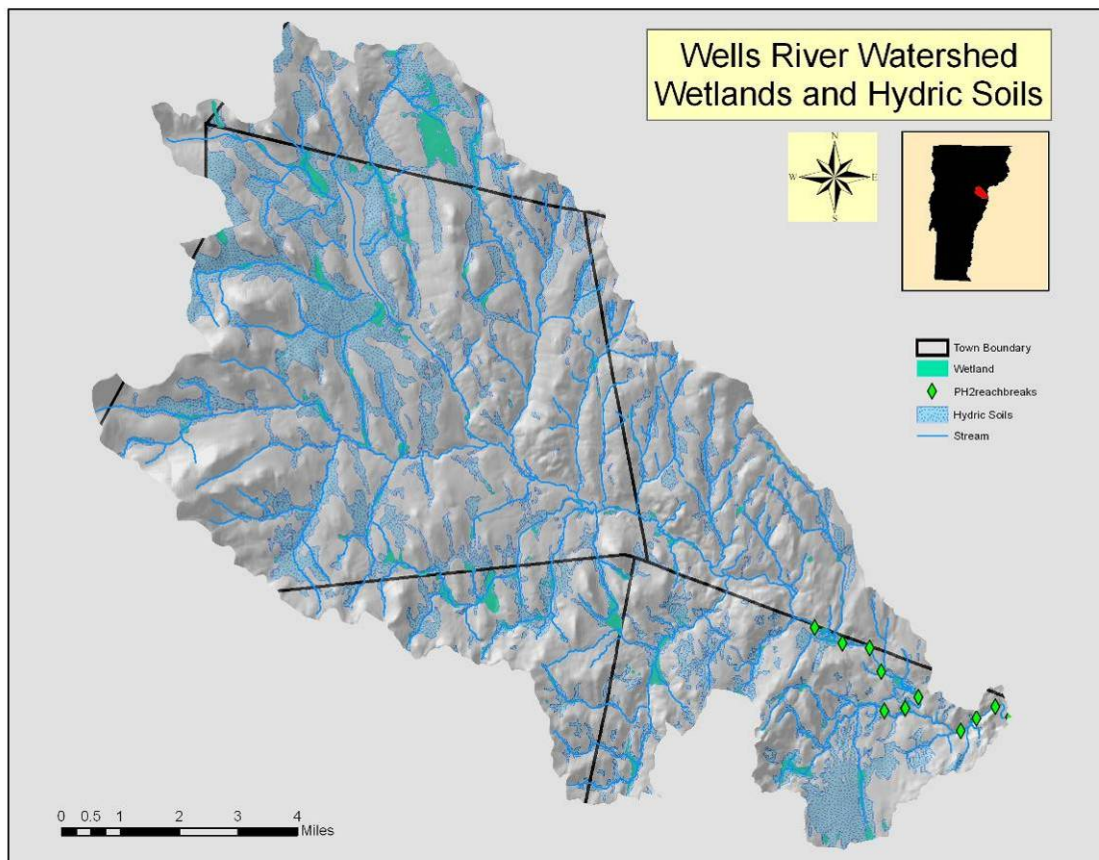 Wells River Watershed
Wetlands and Hydric Soils
N
W
E
S
Town Boundary
Wetland
PH2reachbreaks
Hydric Soils
Stream
0 0.5 1 2 3 4
Miles